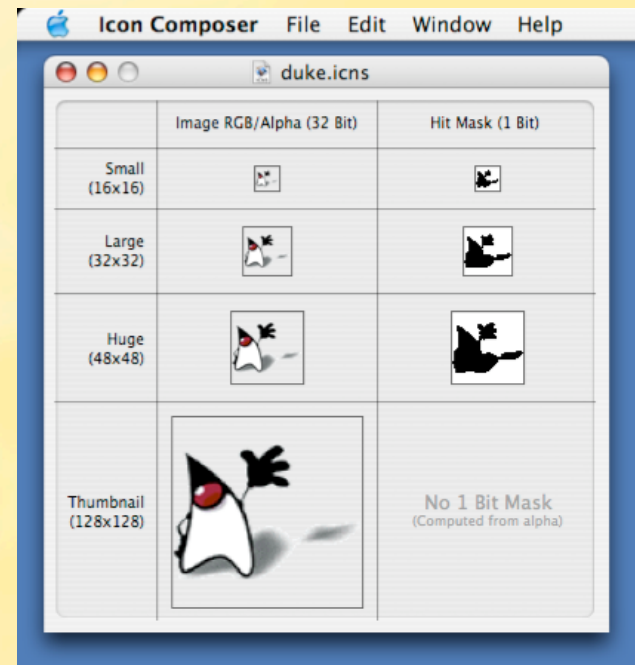 Icon Composer File Edit Window Help
duke.icns
Image RGB/Alpha (32 Bit) Hit Mask (1 Bit)
Small
(16x16)
Large
(32x32)
Huge
(48x48)
Thumbnail
(128x128)
No 1 Bit Mask
(Computed from alpha)